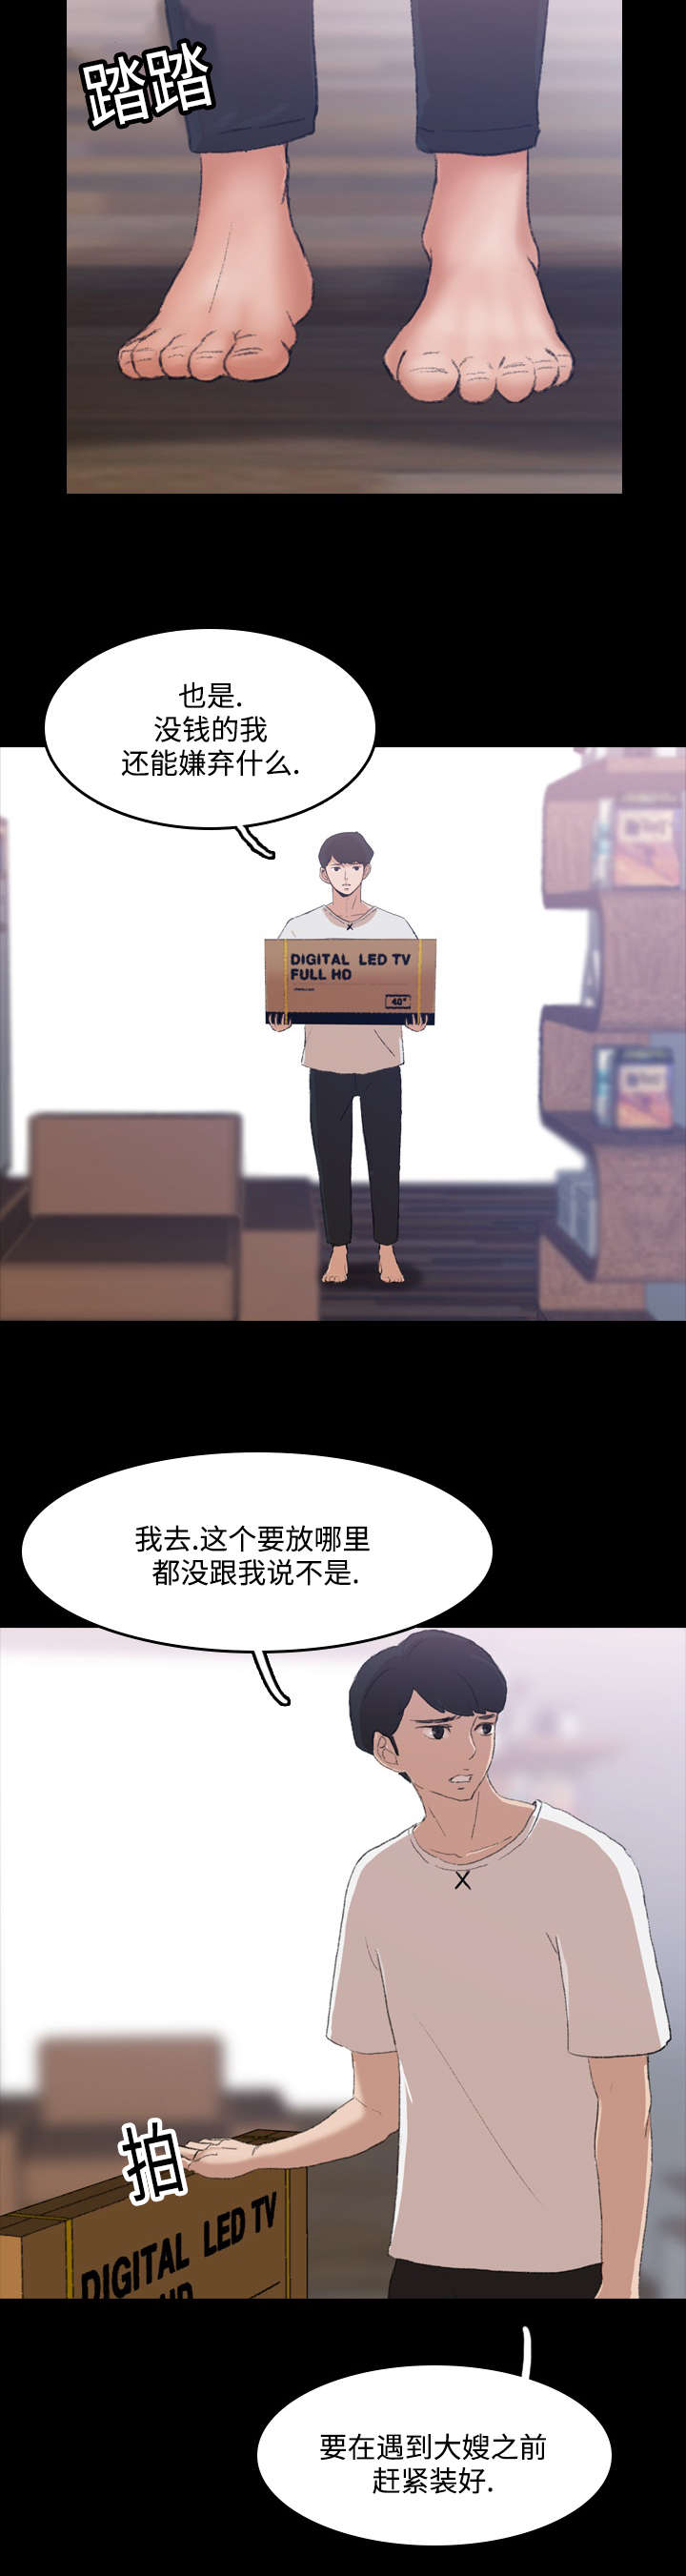 踏踏
也是.
没钱的我
还能嫌弃什么.
DIGITAL LED TV
FULL HD
40"
我去.这个要放哪里
都没跟我说不是.
拍
DIGITAL LED TV
HD
要在遇到大嫂之前
赶紧装好.